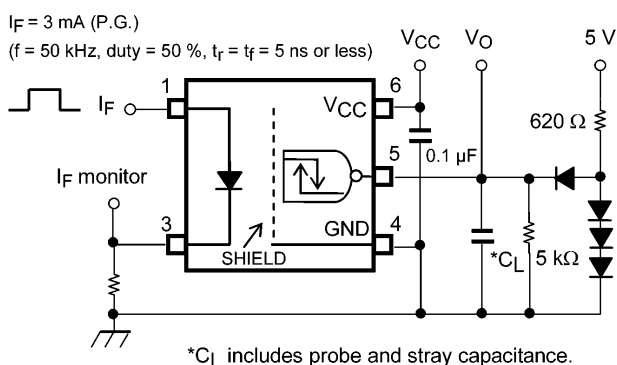 IF = 3 mA (P.G.)
(f = 50 kHz, duty = 50 %, tr = tf = 5 ns or less)
VCC
VO
5 V
1
6
IF
VCC
620 Ω
0.1 μF
5
IF monitor
3
GND
4
SHIELD
*CL
5 kΩ
*CL includes probe and stray capacitance.